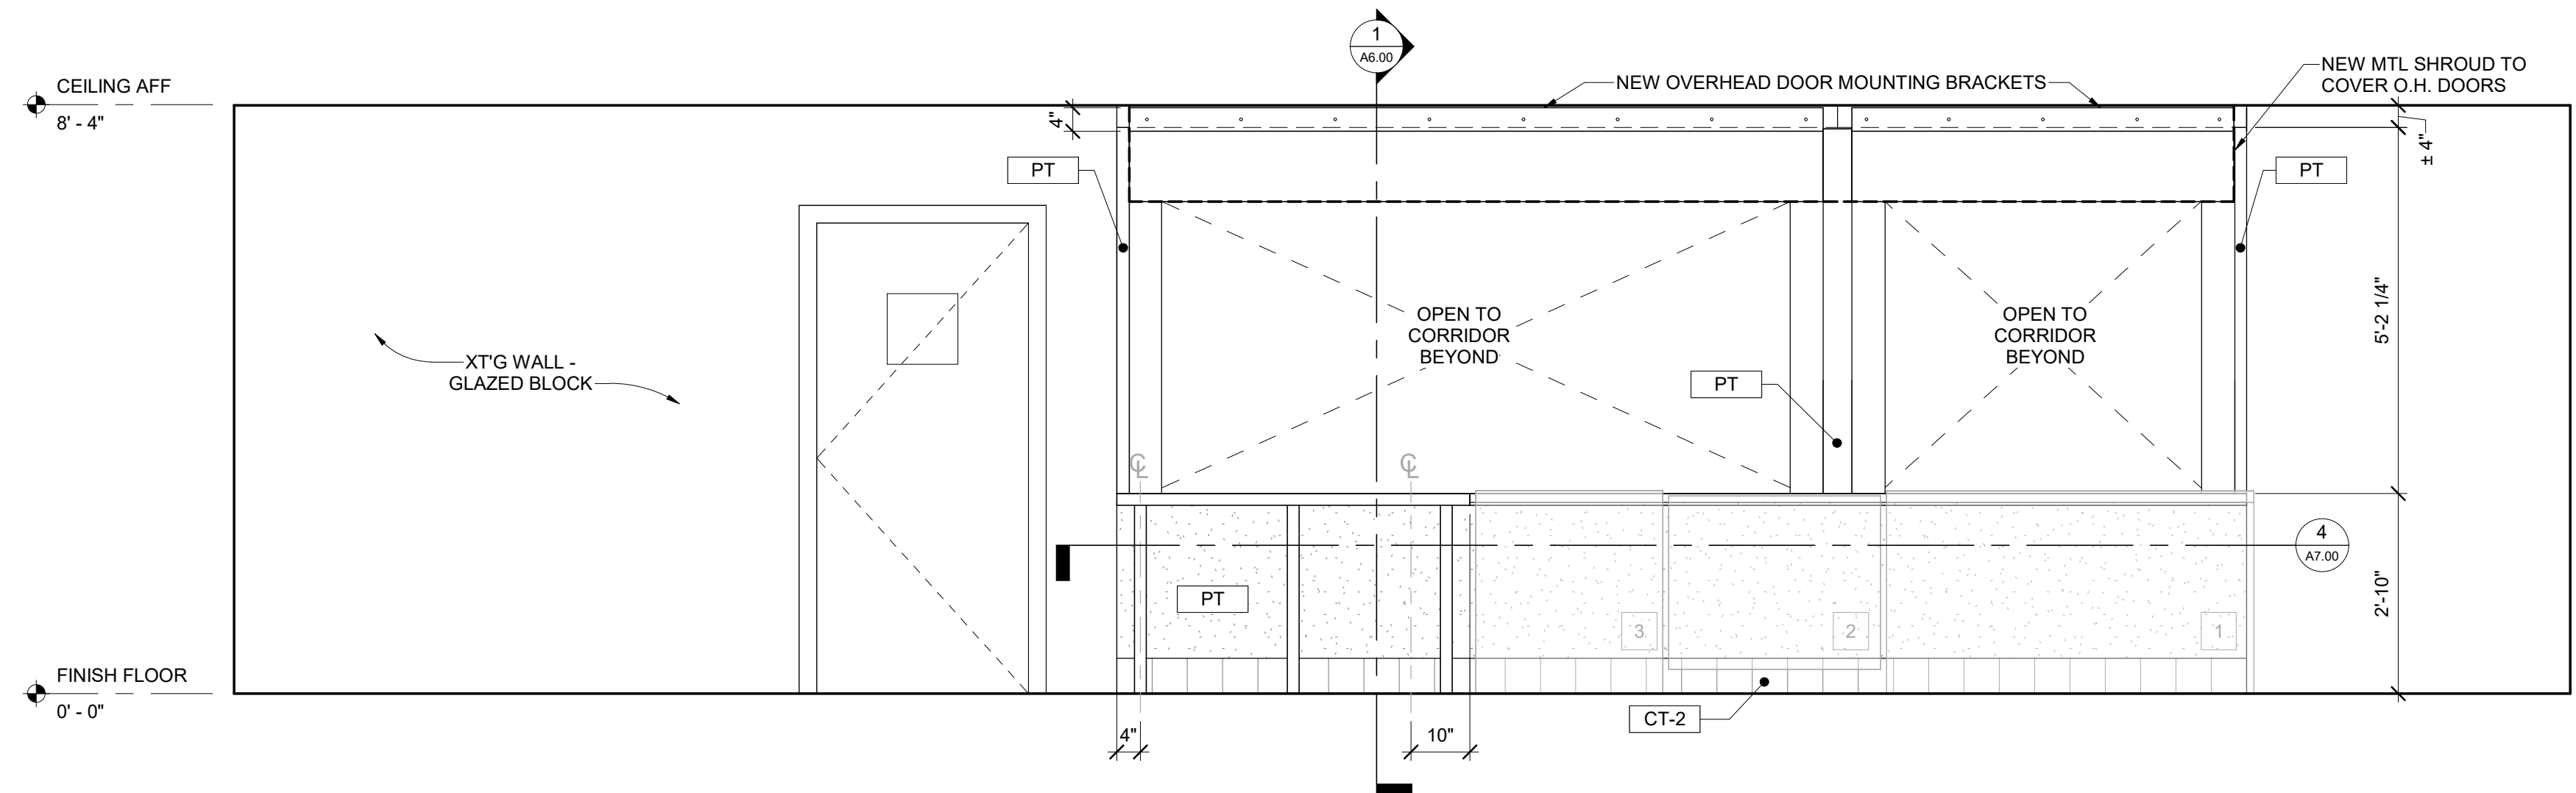 1
A6.00
CEILING AFF
8' - 4"
NEW OVERHEAD DOOR MOUNTING BRACKETS
NEW MTL SHROUD TO
COVER O.H. DOORS
4"
± 4"
PT
PT
OPEN TO
CORRIDOR
BEYOND
OPEN TO
CORRIDOR
BEYOND
5'-2 1/4"
XT'G WALL -
GLAZED BLOCK
PT
℄
℄
4
A7.00
PT
3
2
1
2'-10"
FINISH FLOOR
0' - 0"
CT-2
4"
10"